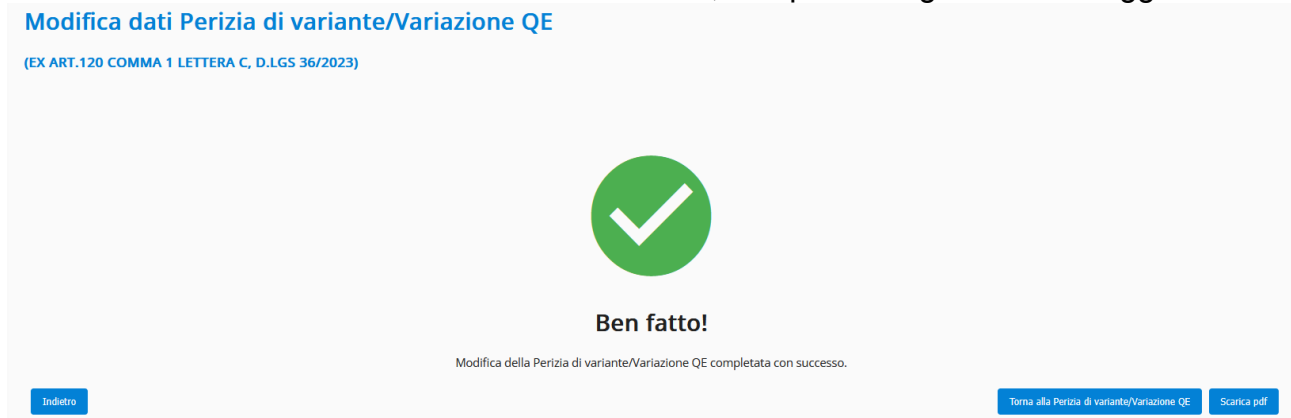 Modifica dati Perizia di variante/Variazione QE
(EX ART.120 COMMA 1 LETTERA C, D.LGS 36/2023)
Ben fatto!
Modifica della Perizia di variante/Variazione QE completata con successo.
Indietro
Torna alla Perizia di variante/Variazione QE
Scarica pdf